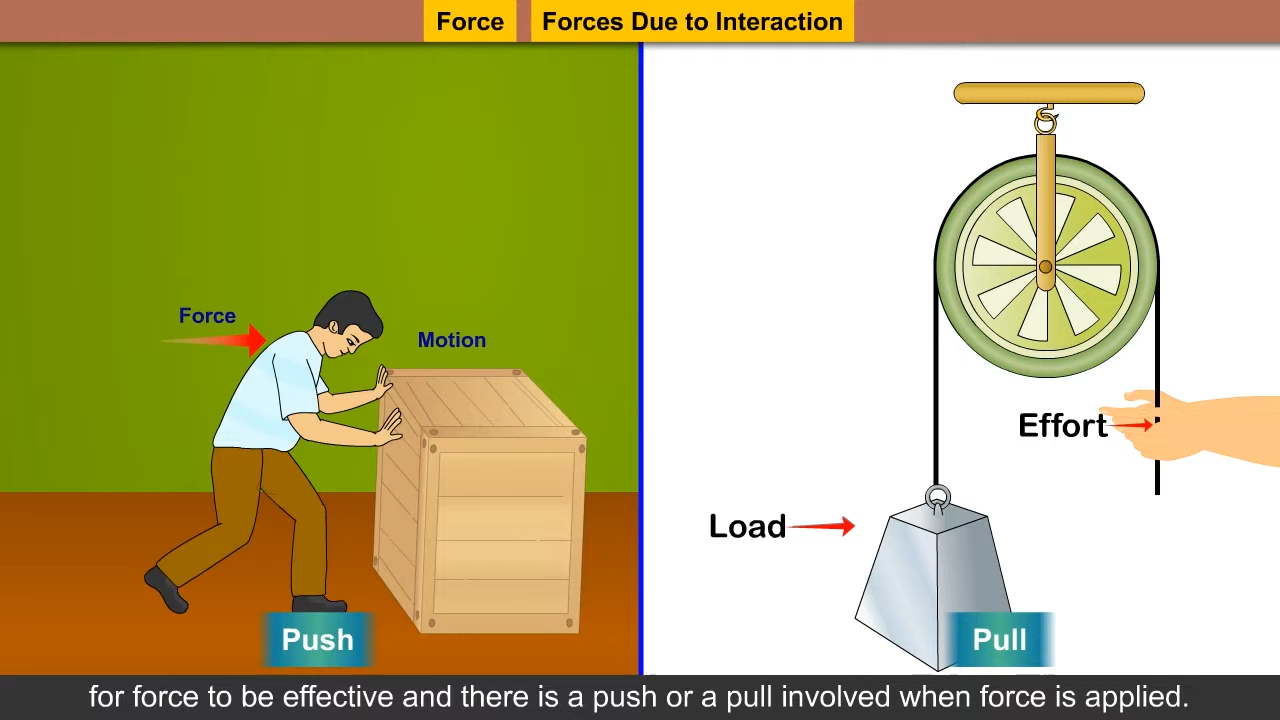 Force
Forces Due to Interaction
Force
Motion
Push
Effort
Load
Pull
for force to be effective and there is a push or a pull involved when force is applied.